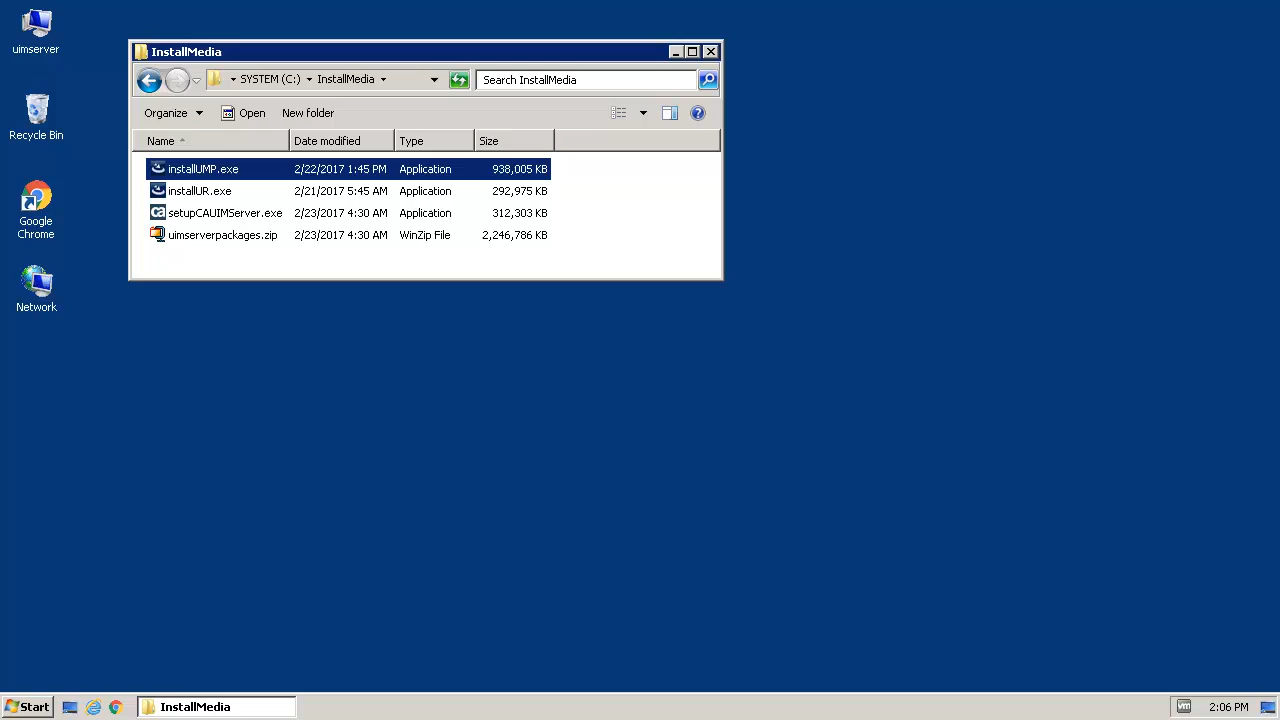 uimserver
Recycle Bin
Google
Chrome
Network
InstallMedia
SYSTEM (C:) InstallMedia
Search InstallMedia
Organize Open New folder
Name Date modified Type Size
installUMP.exe 2/22/2017 1:45 PM Application 938,005 KB
installUR.exe 2/21/2017 5:45 AM Application 292,975 KB
setupCAUIMServer.exe 2/23/2017 4:30 AM Application 312,303 KB
uimserverpackages.zip 2/23/2017 4:30 AM WinZip File 2,246,786 KB
Start InstallMedia 2:06 PM